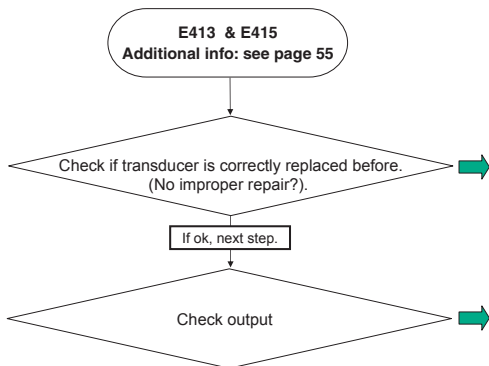 E413 & E415
Additional info: see page 55
Check if transducer is correctly replaced before.
(No improper repair?).
If ok, next step.
Check output